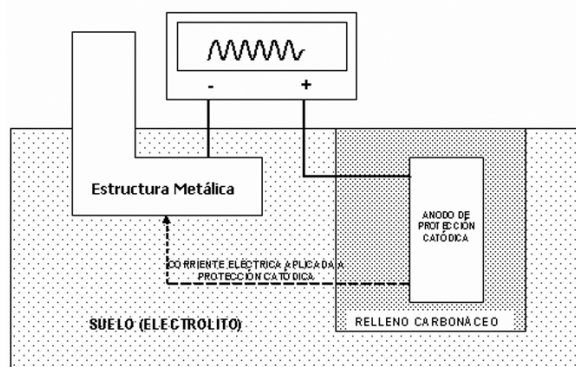 - +
Estructura Metálica
ANODO DE
PROTECCIÓN
CATÓDICA
CORRIENTE ELÉCTRICA APLICADA A
PROTECCIÓN CATÓDICA
SUELO (ELECTROLITO)
RELLENO CARBONÁCEO